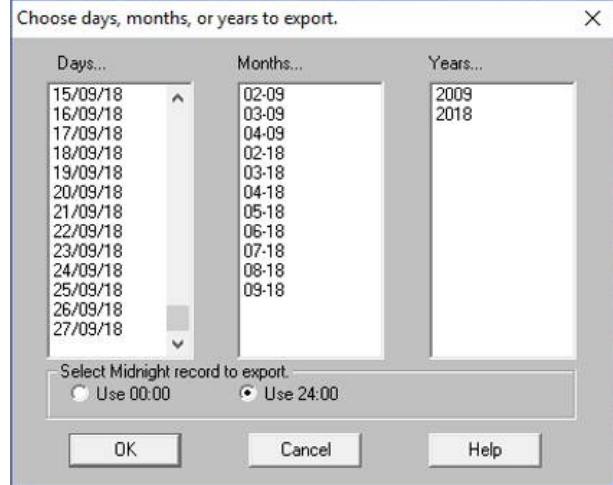 Choose days, months, or years to export.
Days...
Months...
Years...
15/09/18
16/09/18
17/09/18
18/09/18
19/09/18
20/09/18
21/09/18
22/09/18
23/09/18
24/09/18
25/09/18
26/09/18
27/09/18
02-09
03-09
04-09
02-18
03-18
04-18
05-18
06-18
07-18
08-18
09-18
2009
2018
Select Midnight record to export.
Use 00:00
Use 24:00
OK
Cancel
Help